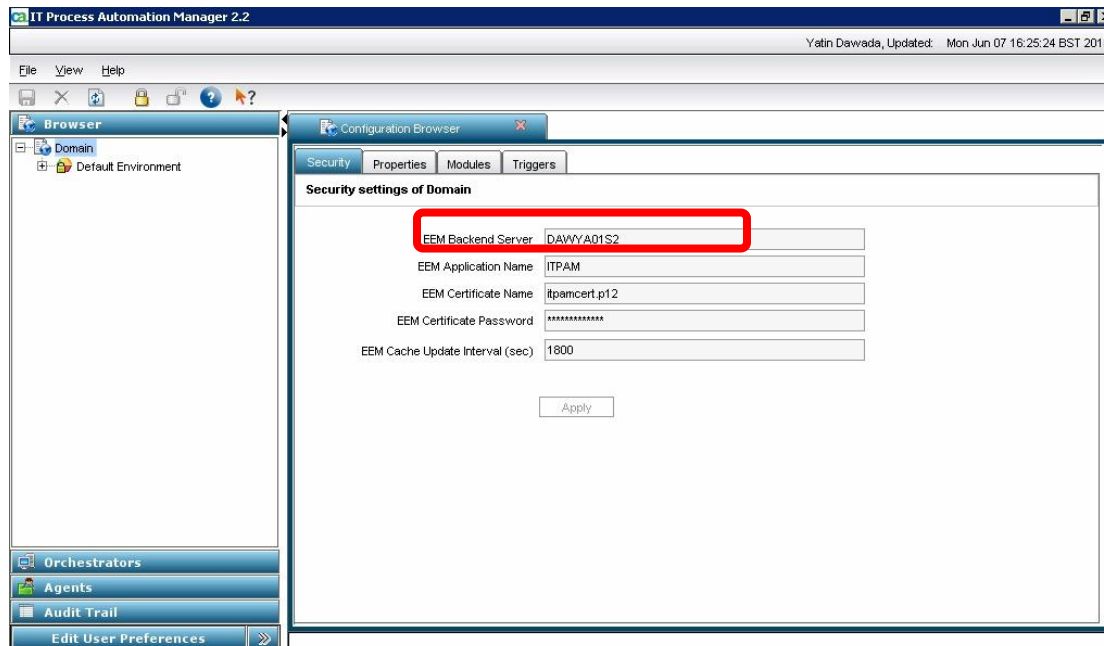 ca IT Process Automation Manager 2.2
Yatin Dawada, Updated: Mon Jun 07 16:25:24 BST 201
File View Help
?
Browser
Configuration Browser
Domain
Default Environment
Security Properties Modules Triggers
Security settings of Domain
EEM Backend Server DAWYA01S2
EEM Application Name ITPAM
EEM Certificate Name itpamcert.p12
EEM Certificate Password *************
EEM Cache Update Interval (sec) 1800
Apply
Orchestrators
Agents
Audit Trail
Edit User Preferences »